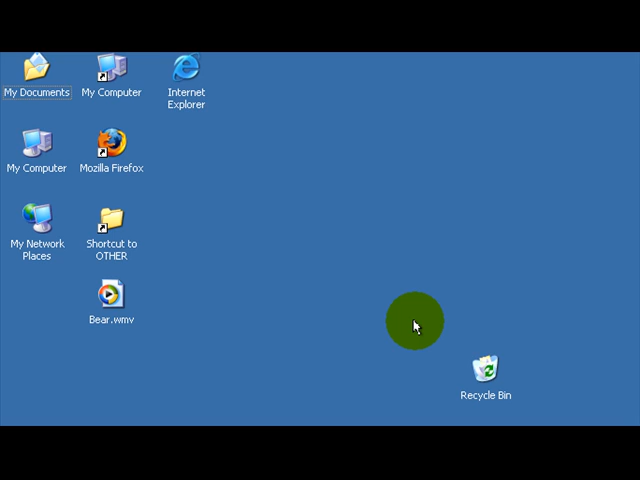 My Documents
My Computer
Internet
Explorer
My Computer
Mozilla Firefox
My Network
Places
Shortcut to
OTHER
Bear.wmv
Recycle Bin